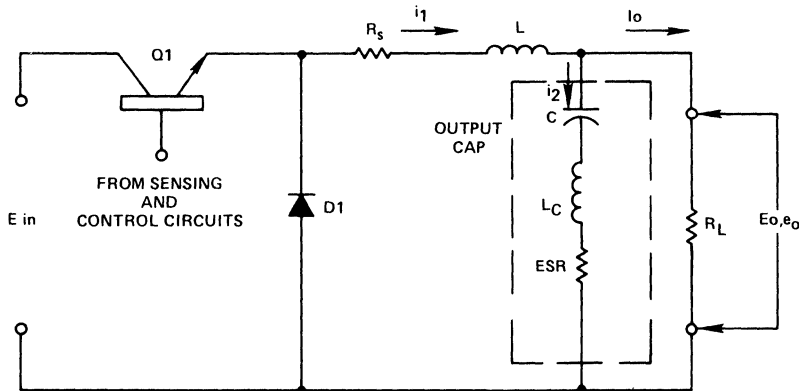 Q1
Rs
i1
L
Io
i2
C
OUTPUT
CAP
FROM SENSING
AND
CONTROL CIRCUITS
E in
D1
LC
ESR
RL
Eo,eo